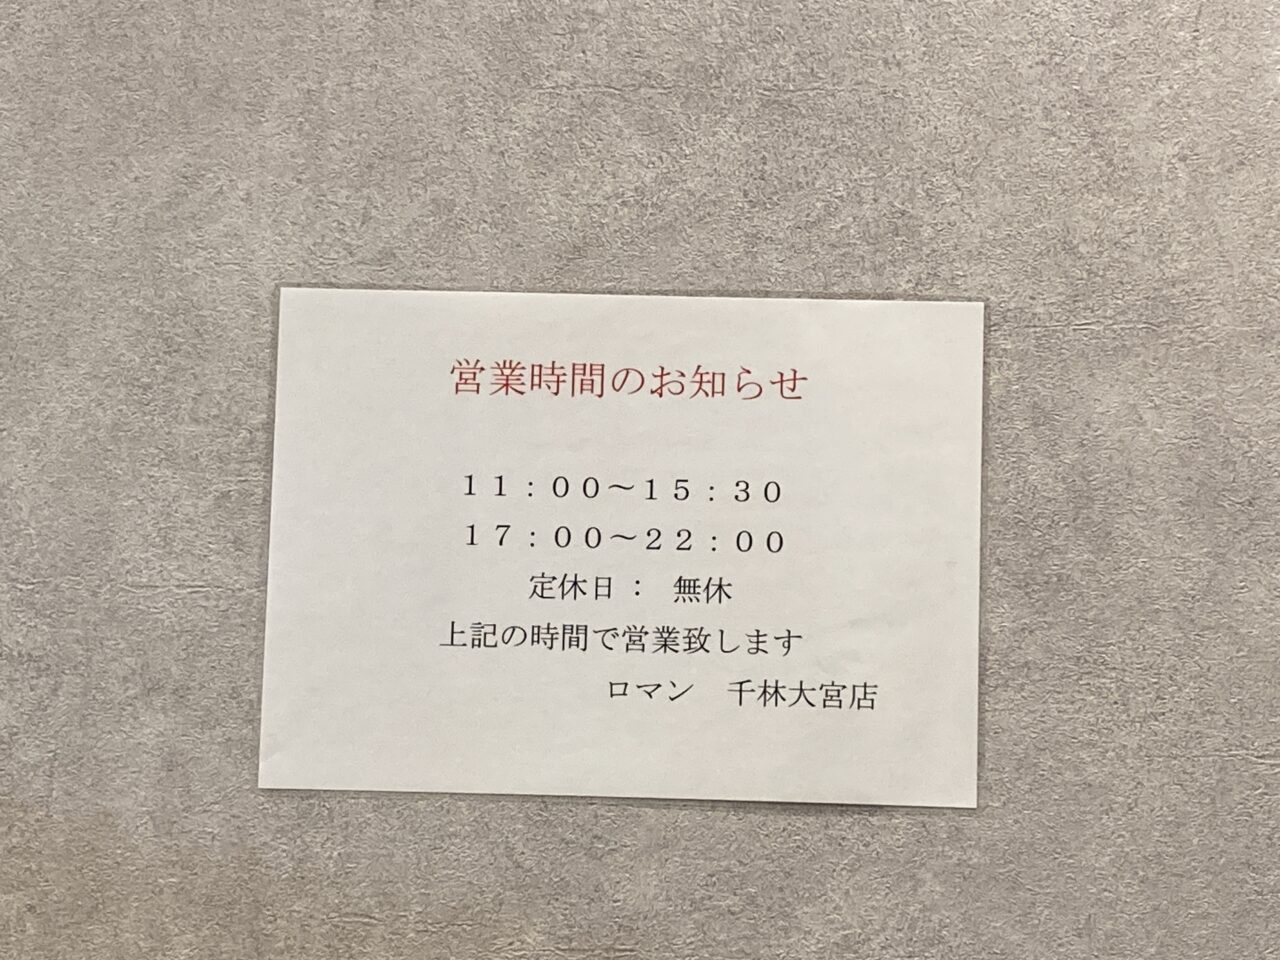 営業時間のお知らせ
１１：００～１５：３０
１７：００～２２：００
定休日：　無休
上記の時間で営業致します
ロマン　千林大宮店